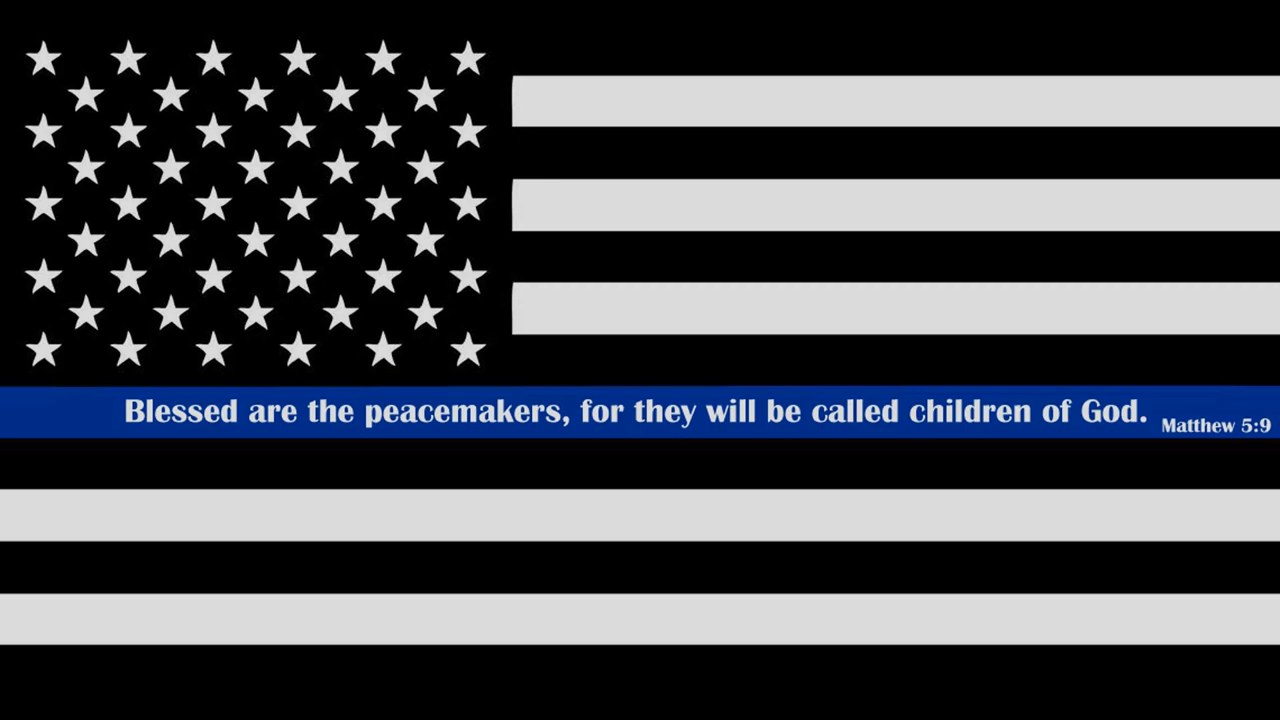 Blessed are the peacemakers, for they will be called children of God.
Matthew 5:9